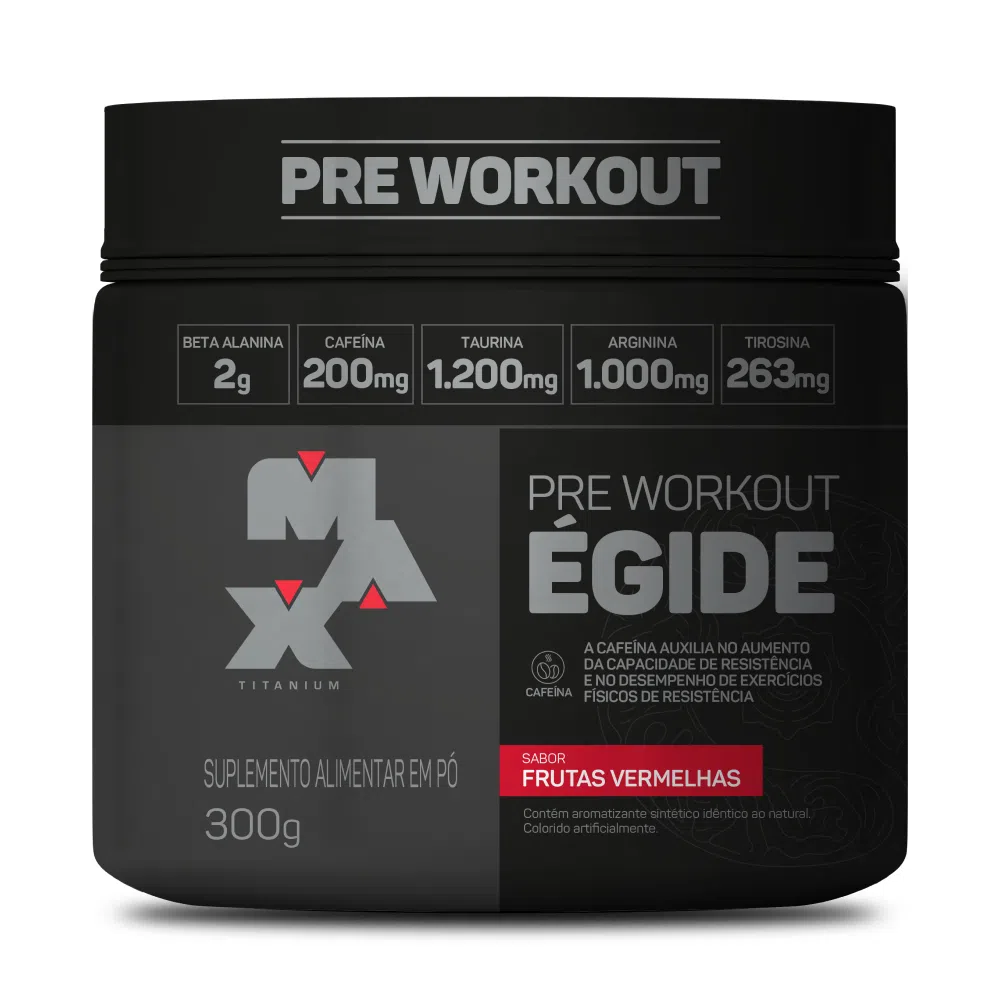 PRE WORKOUT
BETA ALANINA
2g
CAFEÍNA
200mg
TAURINA
1.200mg
ARGININA
1.000mg
TIROSINA
263mg
MAX
TITANIUM
PRE WORKOUT
ÉGIDE
CAFEÍNA
A CAFEÍNA AUXILIA NO AUMENTO
DA CAPACIDADE DE RESISTÊNCIA
E NO DESEMPENHO DE EXERCÍCIOS
FÍSICOS DE RESISTÊNCIA
SUPLEMENTO ALIMENTAR EM PÓ
300g
SABOR
FRUTAS VERMELHAS
Contém aromatizante sintético idêntico ao natural.
Colorido artificialmente.